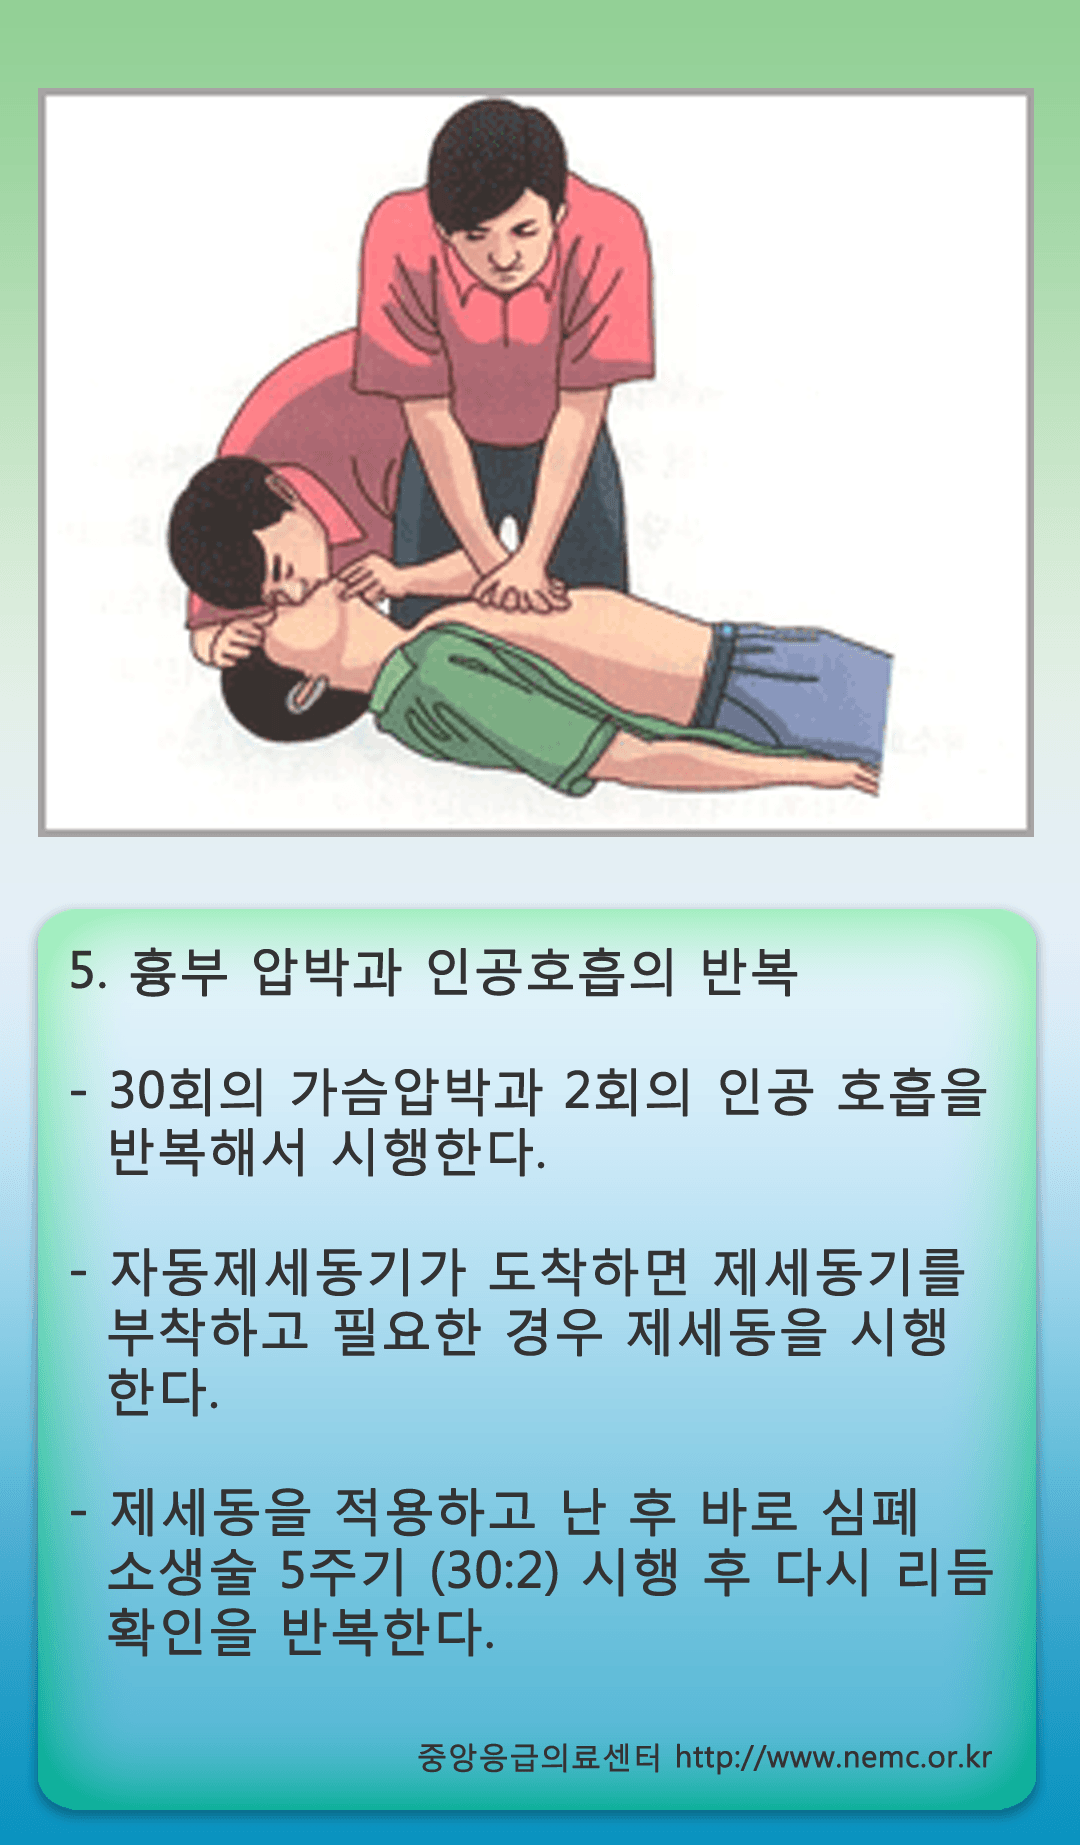 5. 흉부 압박과 인공호흡의 반복
- 30회의 가슴압박과 2회의 인공 호흡을
반복해서 시행한다.
- 자동제세동기가 도착하면 제세동기를
부착하고 필요한 경우 제세동을 시행
한다.
- 제세동을 적용하고 난 후 바로 심폐
소생술 5주기 (30:2) 시행 후 다시 리듬
확인을 반복한다.
중앙응급의료센터 http://www.nemc.or.kr